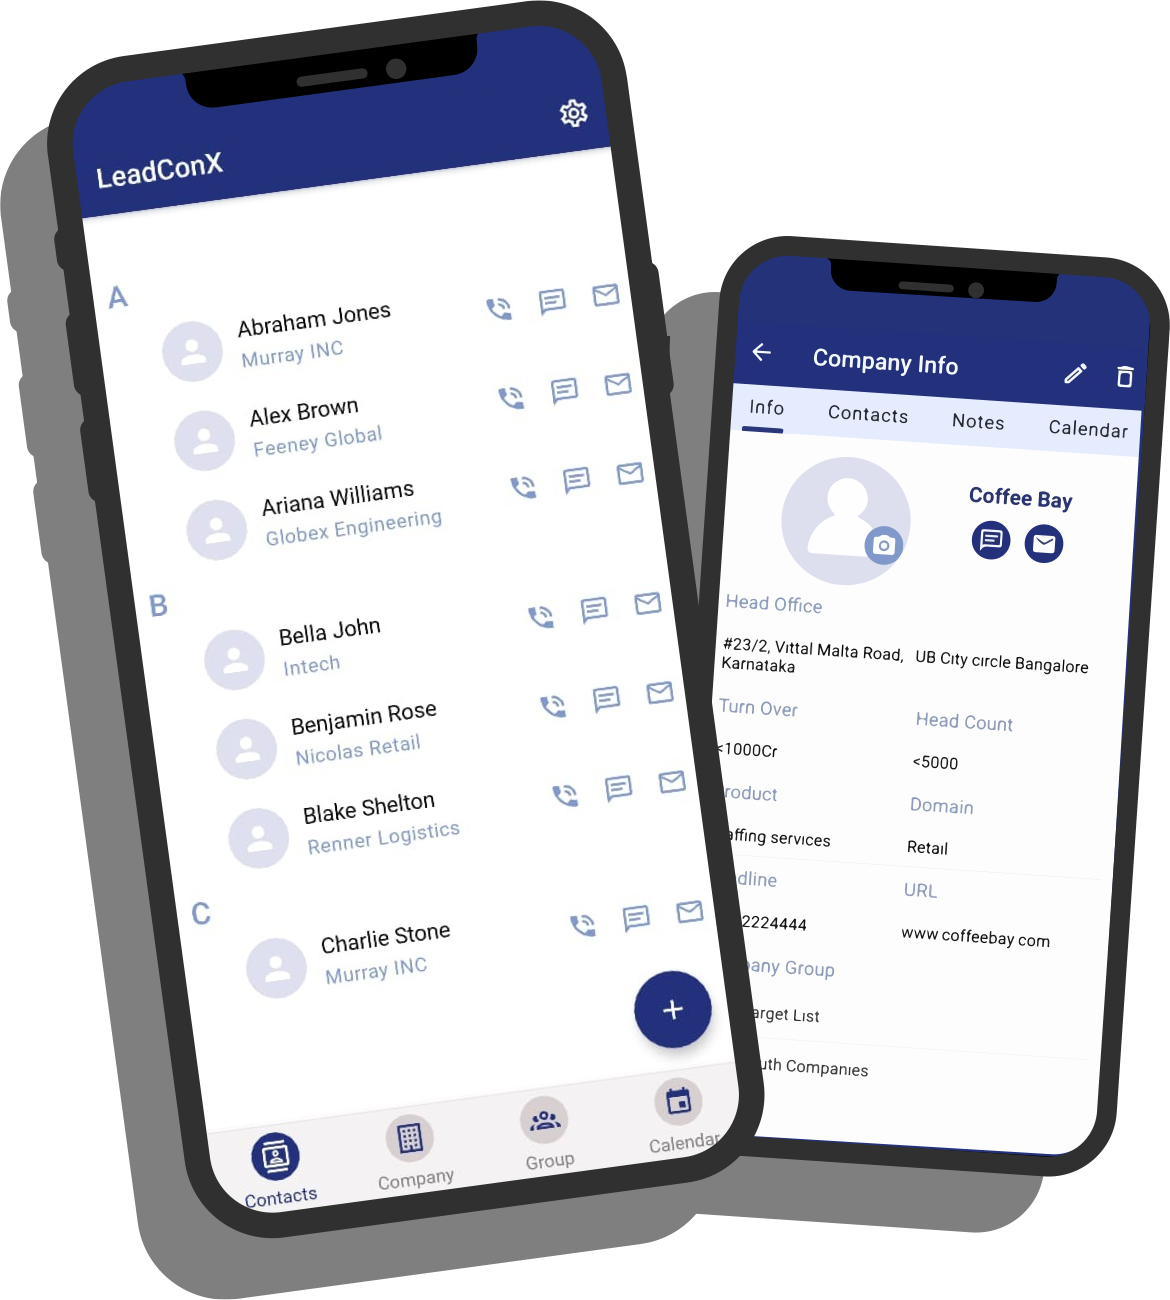 LeadConX
A
Abraham Jones
Murray INC
Alex Brown
Feeney Global
Ariana Williams
Globex Engineering
B
Bella John
Intech
Benjamin Rose
Nicolas Retail
Blake Shelton
Renner Logistics
C
Charlie Stone
Murray INC
+
Contacts
Company
Group
Calendar
Company Info
Info Contacts Notes Calendar
Coffee Bay
Head Office
#23/2, Vittal Malta Road, UB City circle Bangalore
Karnataka
Turn Over Head Count
<1000Cr <5000
roduct Domain
affing services Retail
dline URL
2224444 www coffeebay com
pany Group
arget List
uth Companies